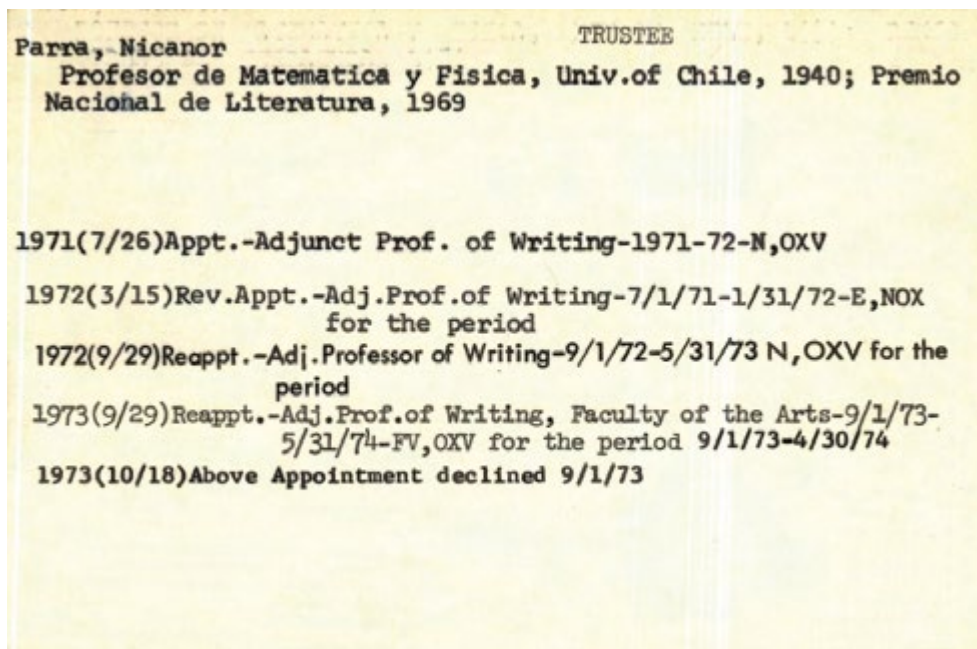 TRUSTEE
Parra, Nicanor
Profesor de Matematica y Fisica, Univ.of Chile, 1940; Premio
Nacional de Literatura, 1969
1971(7/26)Appt.-Adjunct Prof. of Writing-1971-72-N,OXV
1972(3/15)Rev.Appt.-Adj.Prof.of Writing-7/1/71-1/31/72-E,NOX
for the period
1972(9/29)Reappt.-Adj.Professor of Writing-9/1/72-5/31/73 N,OXV for the
period
1973(9/29)Reappt.-Adj.Prof.of Writing, Faculty of the Arts-9/1/73-
5/31/74-FV,OXV for the period 9/1/73-4/30/74
1973(10/18)Above Appointment declined 9/1/73